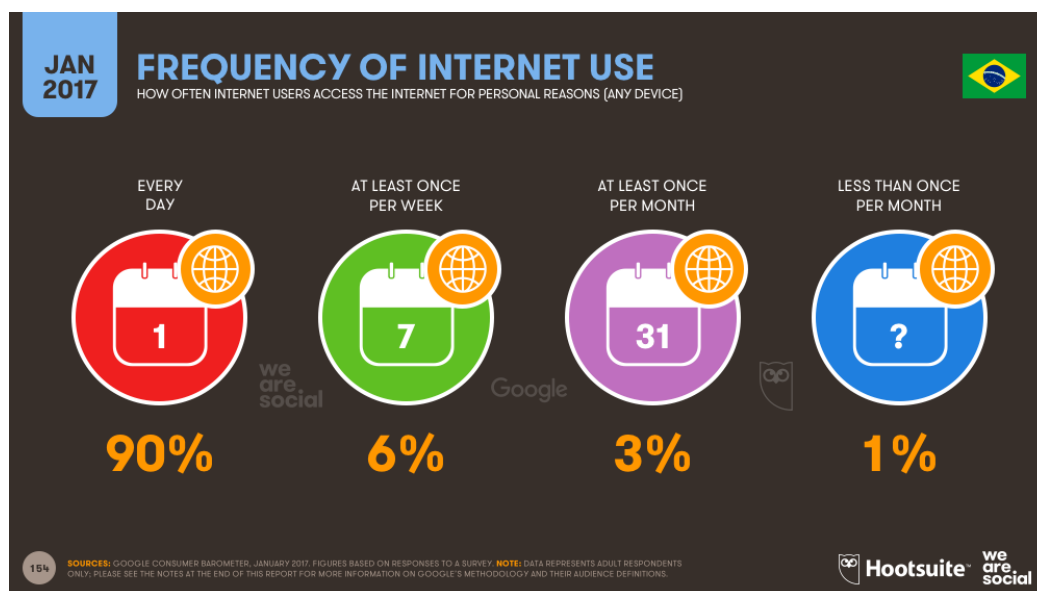 JAN
2017
FREQUENCY OF INTERNET USE
HOW OFTEN INTERNET USERS ACCESS THE INTERNET FOR PERSONAL REASONS (ANY DEVICE)
EVERY
DAY
AT LEAST ONCE
PER WEEK
AT LEAST ONCE
PER MONTH
LESS THAN ONCE
PER MONTH
1
7
31
?
we
are
social
Google
90%
6%
3%
1%
154
SOURCES: GOOGLE CONSUMER BAROMETER, JANUARY 2017. FIGURES BASED ON RESPONSES TO A SURVEY. NOTE: DATA REPRESENTS ADULT RESPONDENTS
ONLY; PLEASE SEE THE NOTES AT THE END OF THIS REPORT FOR MORE INFORMATION ON GOOGLE'S METHODOLOGY AND THEIR AUDIENCE DEFINITIONS.
Hootsuite™
we
are
social